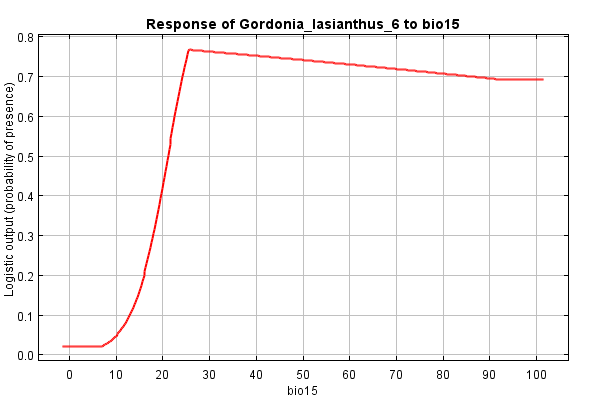 Response of Gordonia_lasianthus_6 to bio15
Logistic output (probability of presence)
0.8
0.7
0.6
0.5
0.4
0.3
0.2
0.1
0.0
0 10 20 30 40 50 60 70 80 90 100
bio15